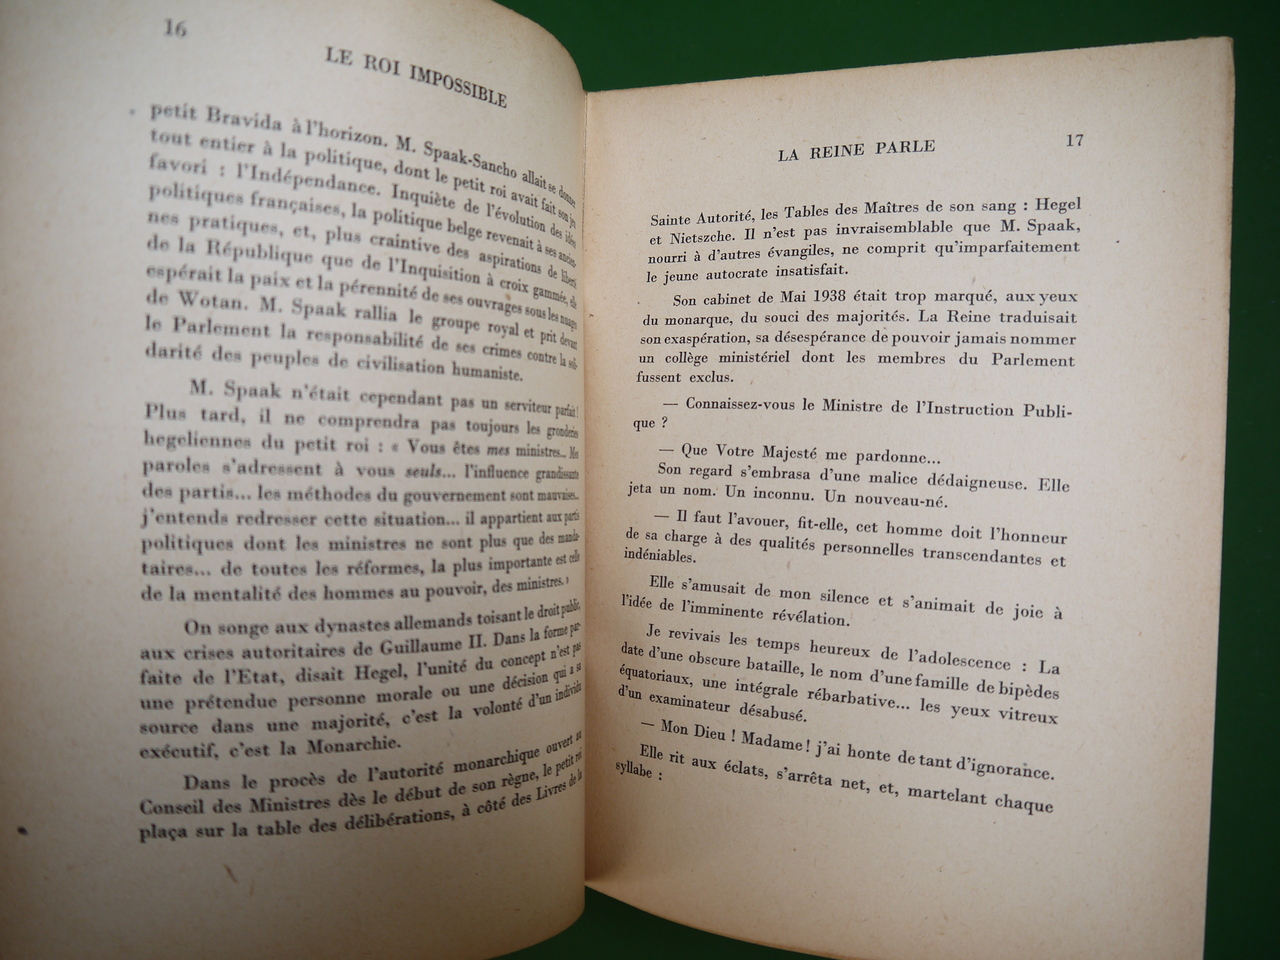 16
LE ROI IMPOSSIBLE
petit Bravida à l'horizon. M. Spaak-Sancho allait se donner
tout entier à la politique, dont le petit roi avait fait son jeu
favori : l'Indépendance. Inquiète de l'évolution des idées
politiques françaises, la politique belge revenait à ses ancien-
nes pratiques, et, plus craintive des aspirations de liberté
de la République que de l'Inquisition à croix gammée, elle
espérait la paix et la pérennité de ses ouvrages sous les nuages
de Wotan. M. Spaak rallia le groupe royal et prit devant
le Parlement la responsabilité de ses crimes contre la soli-
darité des peuples de civilisation humaniste.
M. Spaak n'était cependant pas un serviteur parfait !
Plus tard, il ne comprendra pas toujours les gronderies
hegeliennes du petit roi : « Vous êtes mes ministres... Mes
paroles s'adressent à vous seuls... l'influence grandissante
des partis... les méthodes du gouvernement sont mauvaises...
j'entends redresser cette situation... il appartient aux partis
politiques dont les ministres ne sont plus que des manda-
taires... de toutes les réformes, la plus importante est celle
de la mentalité des hommes au pouvoir, des ministres. »
On songe aux dynastes allemands toisant le droit public,
aux crises autoritaires de Guillaume II. Dans la forme par-
faite de l'Etat, disait Hegel, l'unité du concept n'est pas
une prétendue personne morale ou une décision qui a sa
source dans une majorité, c'est la volonté d'un individu
exécutif, c'est la Monarchie.
Dans le procès de l'autorité monarchique ouvert au
Conseil des Ministres dès le début de son règne, le petit roi
plaça sur la table des délibérations, à côté des Livres de la
LA REINE PARLE
17
Sainte Autorité, les Tables des Maîtres de son sang : Hegel
et Nietszche. Il n'est pas invraisemblable que M. Spaak,
nourri à d'autres évangiles, ne comprit qu'imparfaitement
le jeune autocrate insatisfait.
Son cabinet de Mai 1938 était trop marqué, aux yeux
du monarque, du souci des majorités. La Reine traduisait
son exaspération, sa désespérance de pouvoir jamais nommer
un collège ministériel dont les membres du Parlement
fussent exclus.
— Connaissez-vous le Ministre de l'Instruction Publi-
que ?
— Que Votre Majesté me pardonne...
Son regard s'embrasa d'une malice dédaigneuse. Elle
jeta un nom. Un inconnu. Un nouveau-né.
— Il faut l'avouer, fit-elle, cet homme doit l'honneur
de sa charge à des qualités personnelles transcendantes et
indéniables.
Elle s'amusait de mon silence et s'animait de joie à
l'idée de l'imminente révélation.
Je revivais les temps heureux de l'adolescence : La
date d'une obscure bataille, le nom d'une famille de bipèdes
équatoriaux, une intégrale rébarbative... les yeux vitreux
d'un examinateur désabusé.
— Mon Dieu ! Madame ! j'ai honte de tant d'ignorance.
Elle rit aux éclats, s'arrêta net, et, martelant chaque
syllabe :